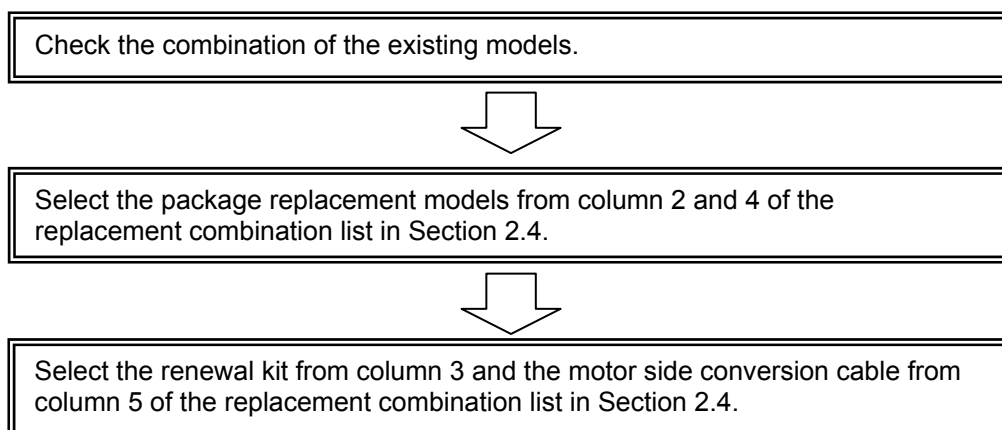 Check the combination of the existing models.
Select the package replacement models from column 2 and 4 of the
replacement combination list in Section 2.4.
Select the renewal kit from column 3 and the motor side conversion cable from
column 5 of the replacement combination list in Section 2.4.